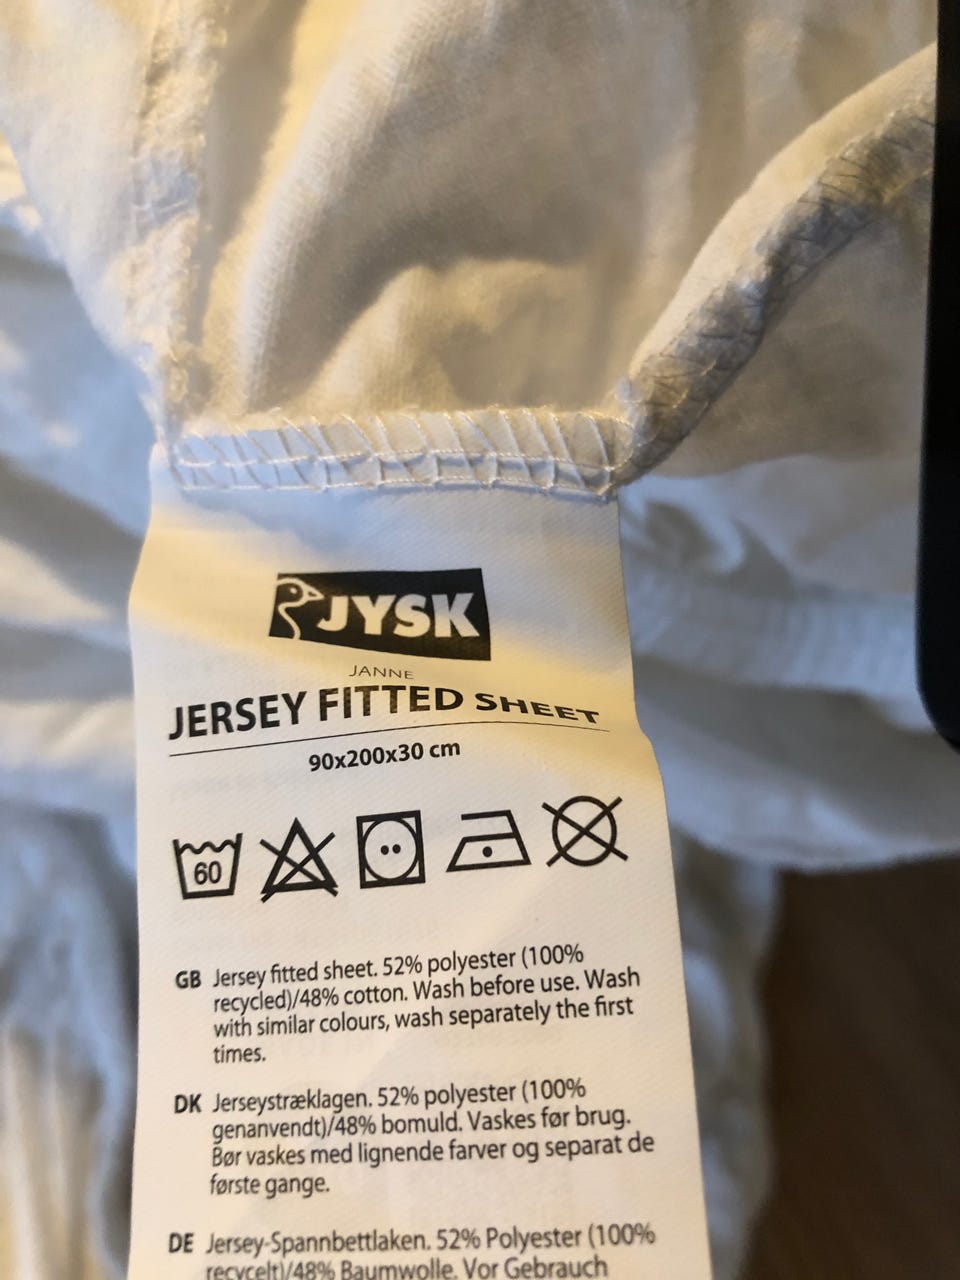 JYSK
JANNE
JERSEY FITTED SHEET
90x200x30 cm
60
GB Jersey fitted sheet. 52% polyester (100%
recycled)/48% cotton. Wash before use. Wash
with similar colours, wash separately the first
times.
DK Jerseystræklagen. 52% polyester (100%
genanvendt)/48% bomuld. Vaskes før brug.
Bør vaskes med lignende farver og separat de
første gange.
DE Jersey-Spannbettlaken. 52% Polyester (100%
recycelt)/48% Baumwolle. Vor Gebrauch